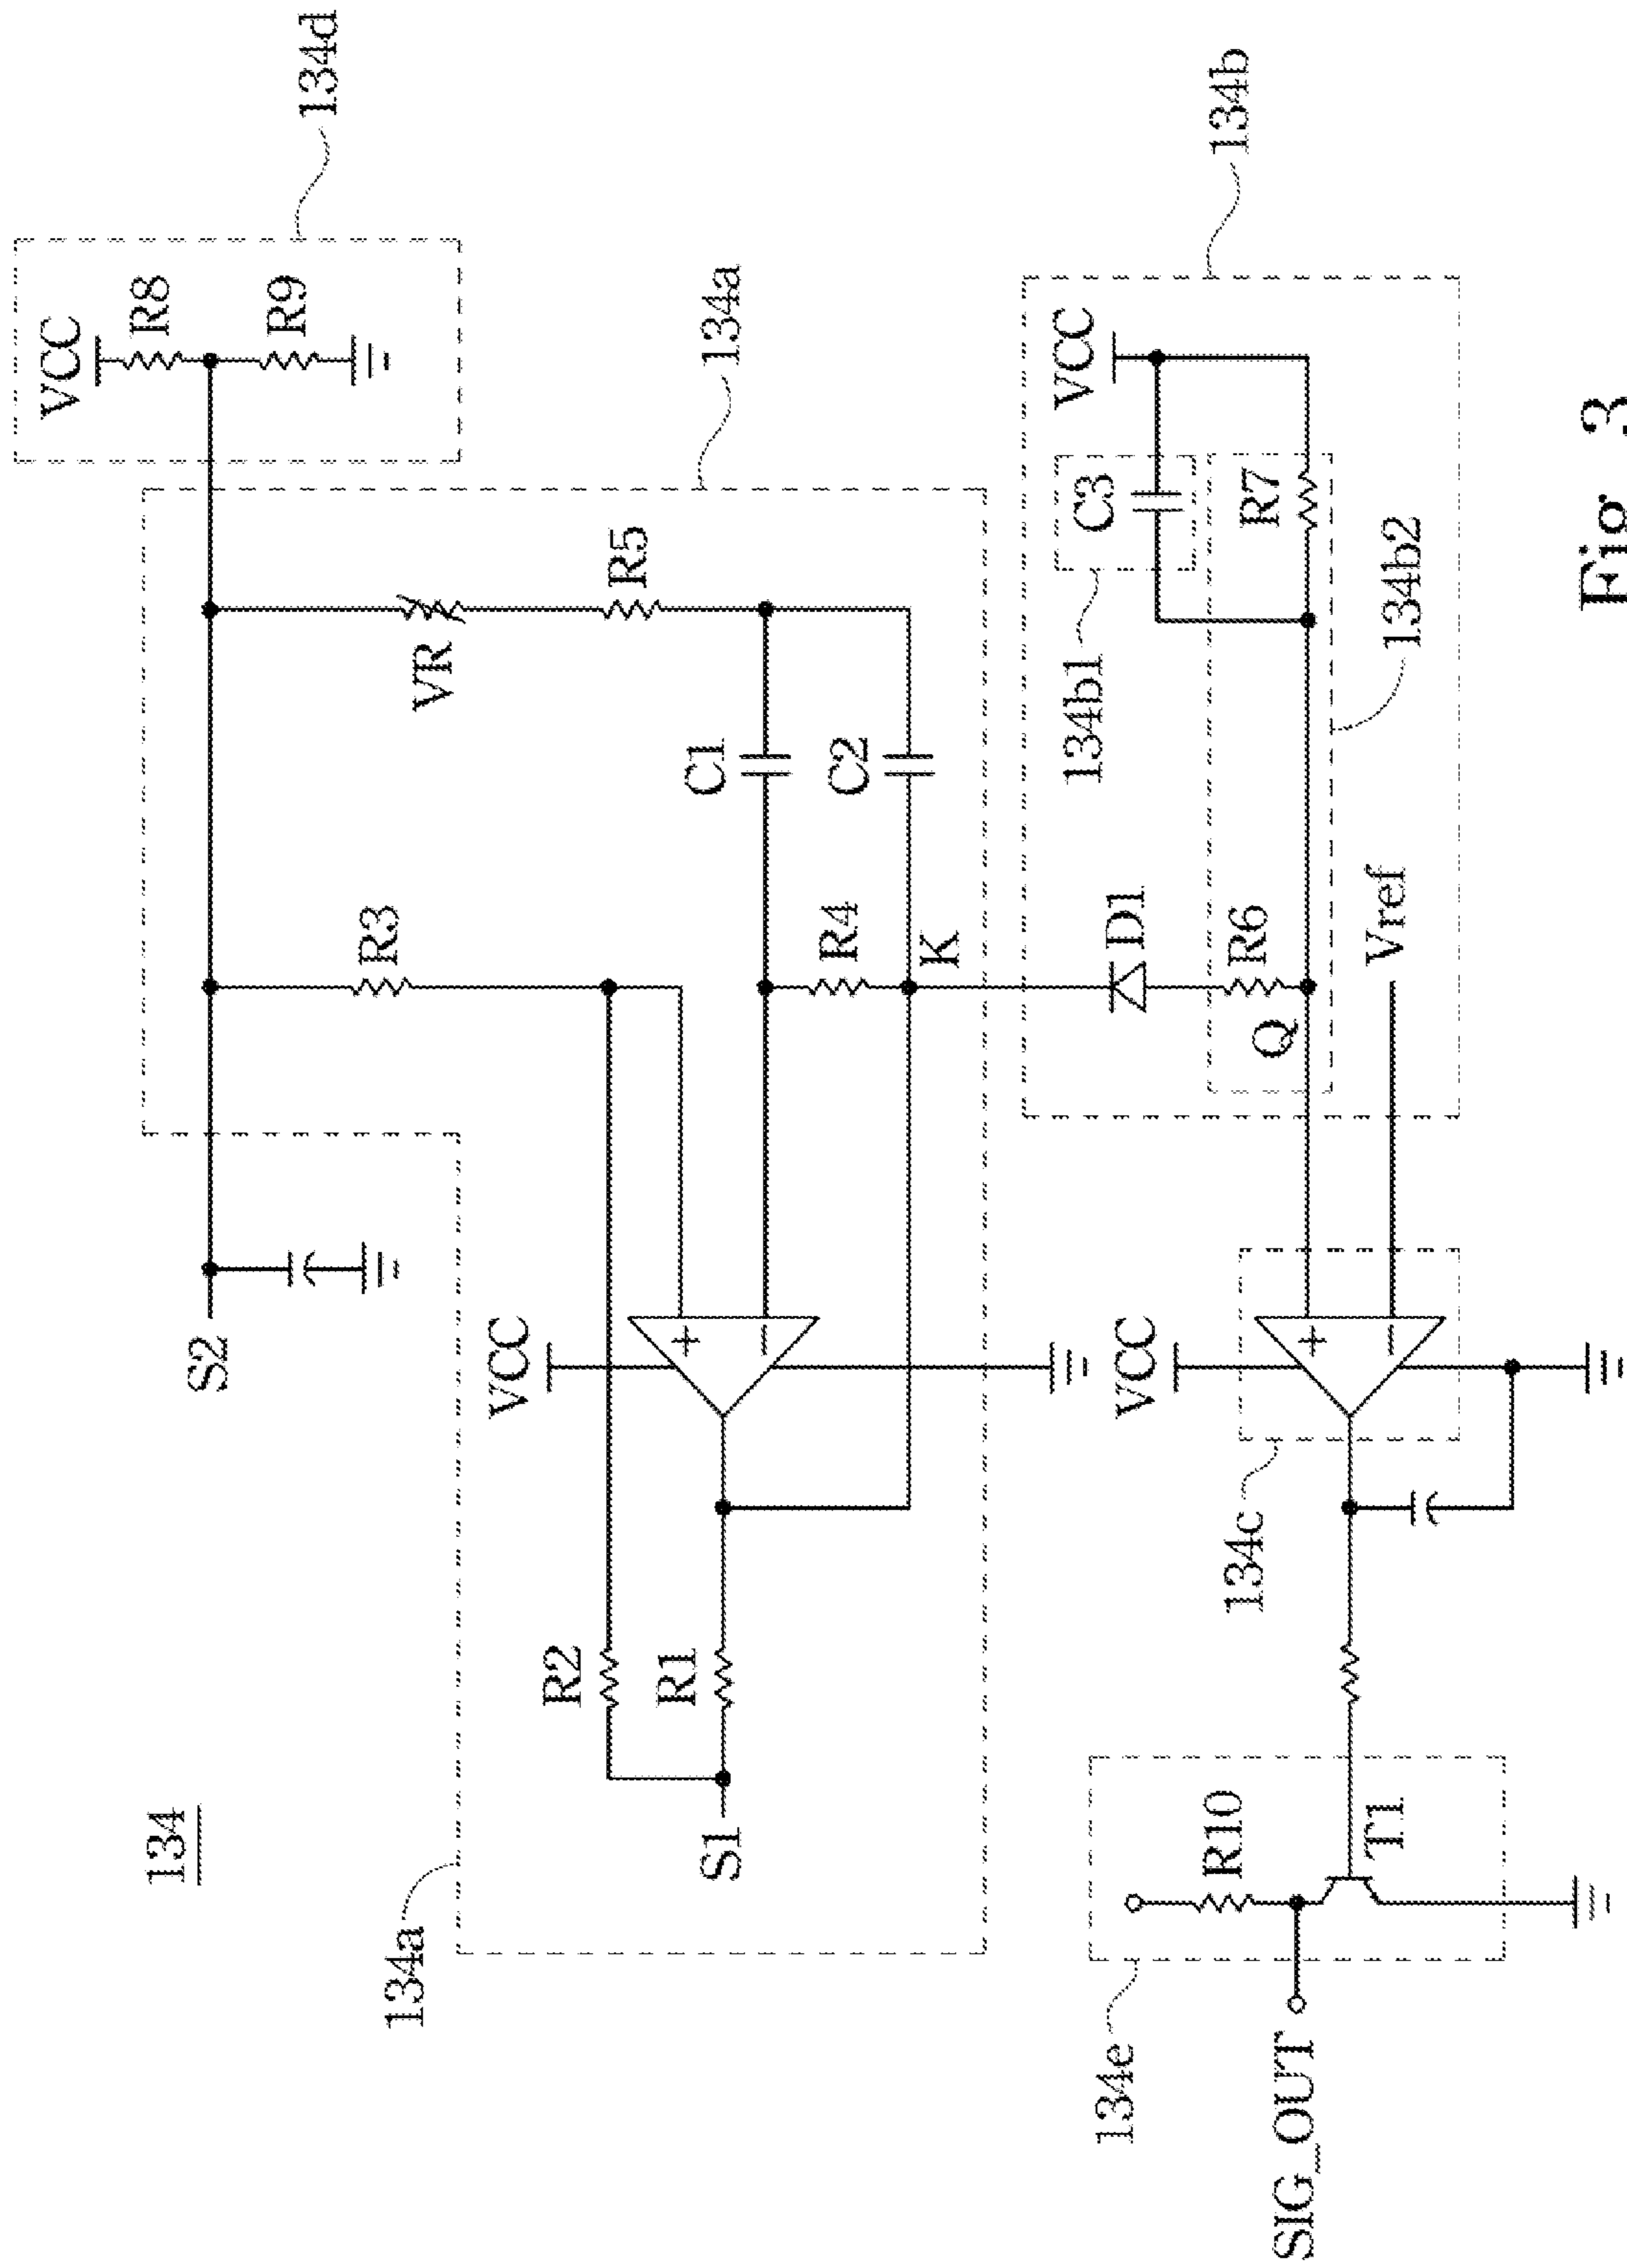 134
S2
VCC
R8
R9
134d
134a
R3
VR
R5
VCC
R2
R1
S1
C1
C2
R4
K
134a
134b
VCC
C3
134b1
R7
134b2
D1
R6
Q
Vref
VCC
134c
R10
T1
134e
SIG_OUT
Fig. 3